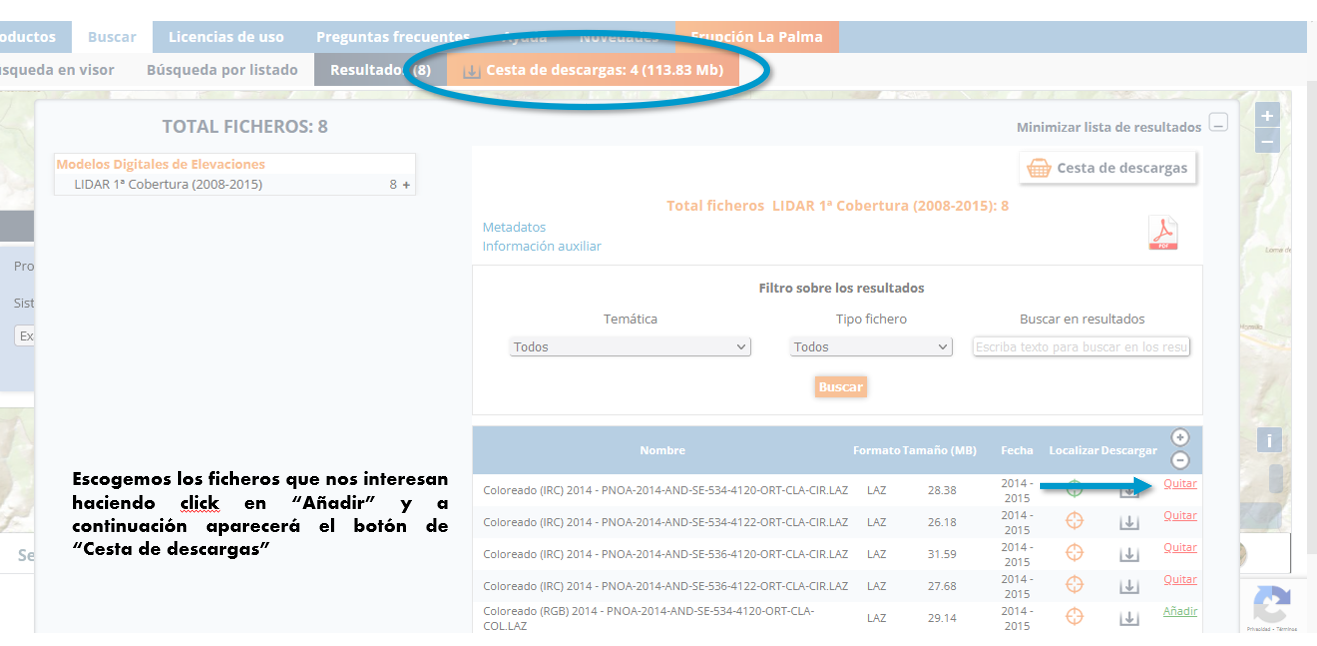 oductos Buscar Licencias de uso Preguntas frecuentes Ayuda Novedades Erupción La Palma
úsqueda en visor Búsqueda por listado Resultados (8) Cesta de descargas: 4 (113.83 Mb)
TOTAL FICHEROS: 8
Minimizar lista de resultados
Modelos Digitales de Elevaciones
LIDAR 1ª Cobertura (2008-2015) 8 +
Cesta de descargas
Total ficheros LIDAR 1ª Cobertura (2008-2015): 8
Metadatos
Información auxiliar
PDF
Pro
Sist
Ex
Filtro sobre los resultados
Temática Tipo fichero Buscar en resultados
Todos Todos Escriba texto para buscar en los resu
Buscar
Nombre Formato Tamaño (MB) Fecha Localizar Descargar
Coloreado (IRC) 2014 - PNOA-2014-AND-SE-534-4120-ORT-CLA-CIR.LAZ LAZ 28.38 2014 - Quitar
2015
Coloreado (IRC) 2014 - PNOA-2014-AND-SE-534-4122-ORT-CLA-CIR.LAZ LAZ 26.18 2014 - Quitar
2015
Coloreado (IRC) 2014 - PNOA-2014-AND-SE-536-4120-ORT-CLA-CIR.LAZ LAZ 31.59 2014 - Quitar
2015
Coloreado (IRC) 2014 - PNOA-2014-AND-SE-536-4122-ORT-CLA-CIR.LAZ LAZ 27.68 2014 - Quitar
2015
Coloreado (RGB) 2014 - PNOA-2014-AND-SE-534-4120-ORT-CLA- LAZ 29.14 2014 - Añadir
COL.LAZ 2015
Escogemos los ficheros que nos interesan
haciendo click en “Añadir” y a
continuación aparecerá el botón de
“Cesta de descargas”
Se
i
Privacidad - Términos